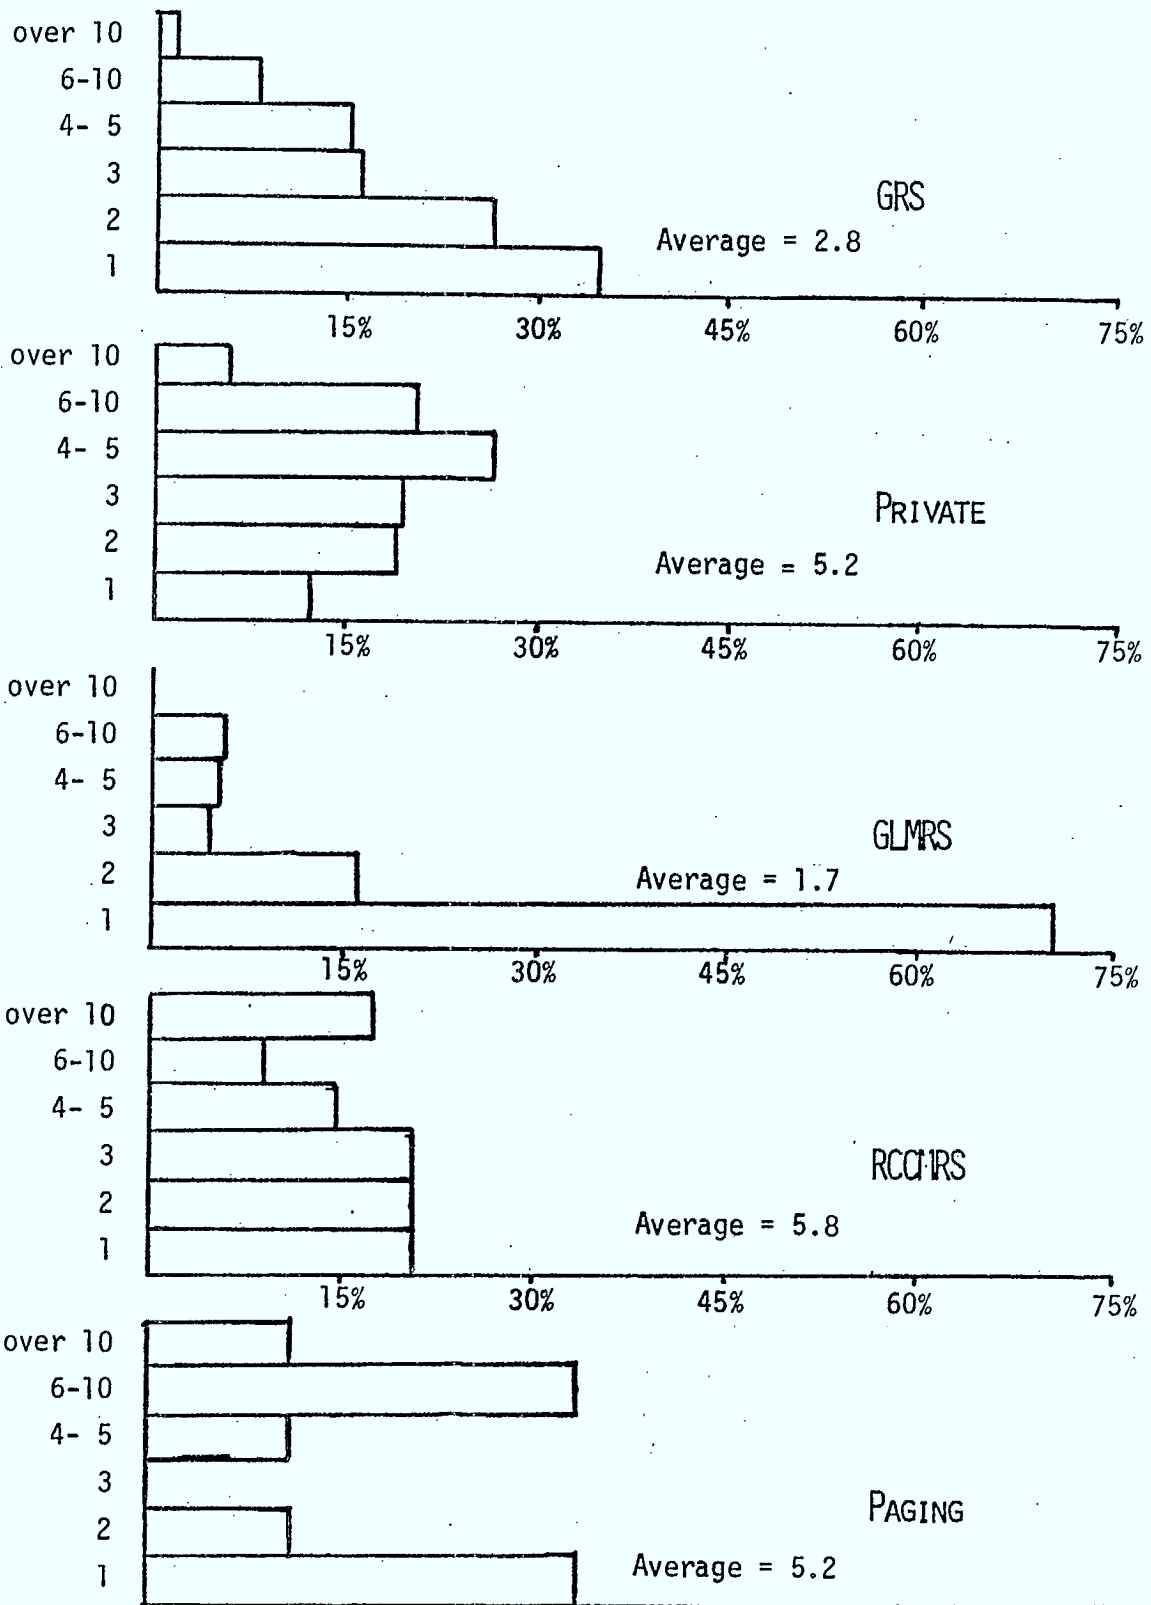 over 10
6-10
4- 5
3
2
1
GRS
Average = 2.8
15% 30% 45% 60% 75%
over 10
6-10
4- 5
3
2
1
PRIVATE
Average = 5.2
15% 30% 45% 60% 75%
over 10
6-10
4- 5
3
2
1
GLMRS
Average = 1.7
15% 30% 45% 60% 75%
over 10
6-10
4- 5
3
2
1
RCCMRS
Average = 5.8
15% 30% 45% 60% 75%
over 10
6-10
4- 5
3
2
1
PAGING
Average = 5.2